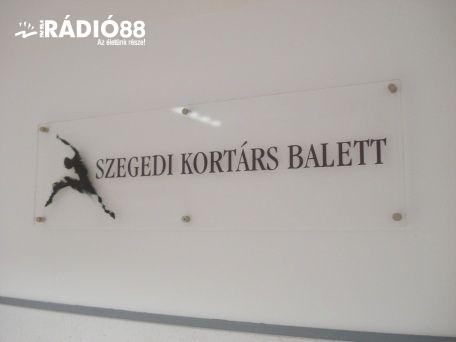 RÁDIÓ88
Az életünk része!
SZEGEDI KORTÁRS BALETT